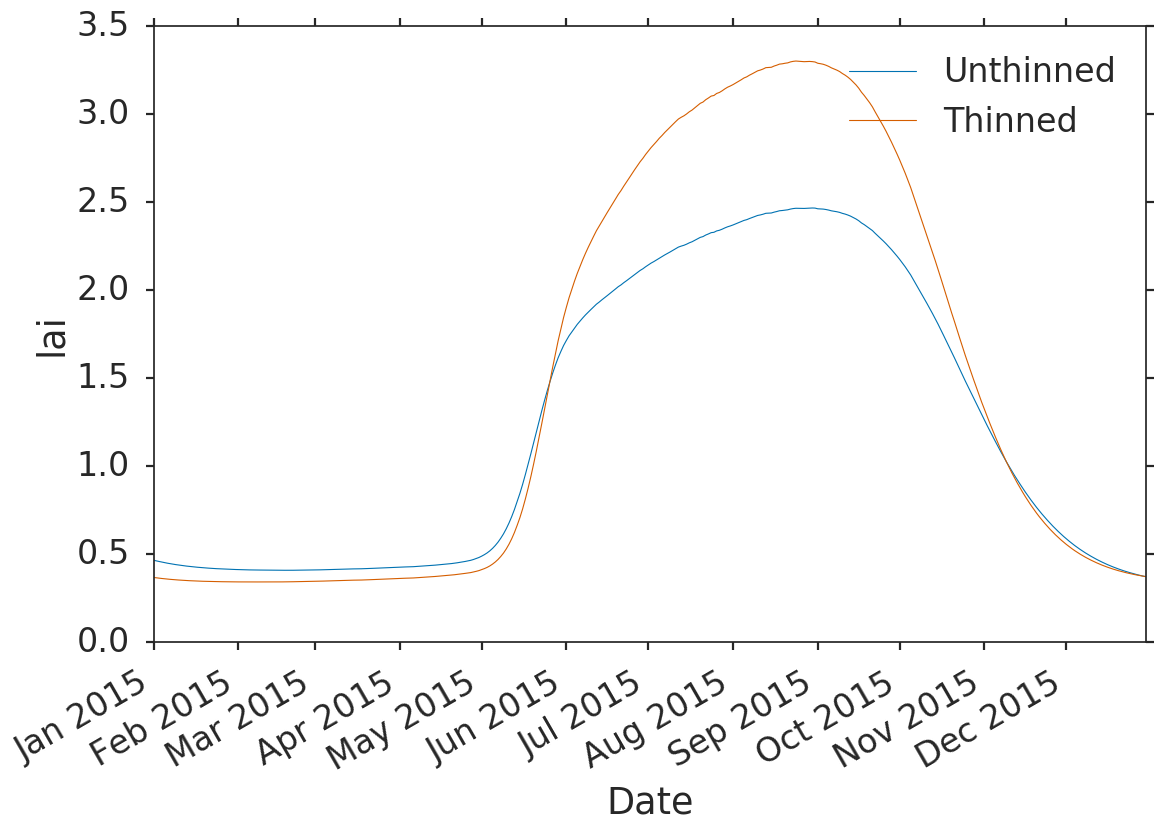 3.5
3.0
2.5
2.0
1.5
1.0
0.5
0.0
lai
Unthinned
Thinned
Jan 2015
Feb 2015
Mar 2015
Apr 2015
May 2015
Jun 2015
Jul 2015
Aug 2015
Sep 2015
Oct 2015
Nov 2015
Dec 2015
Date